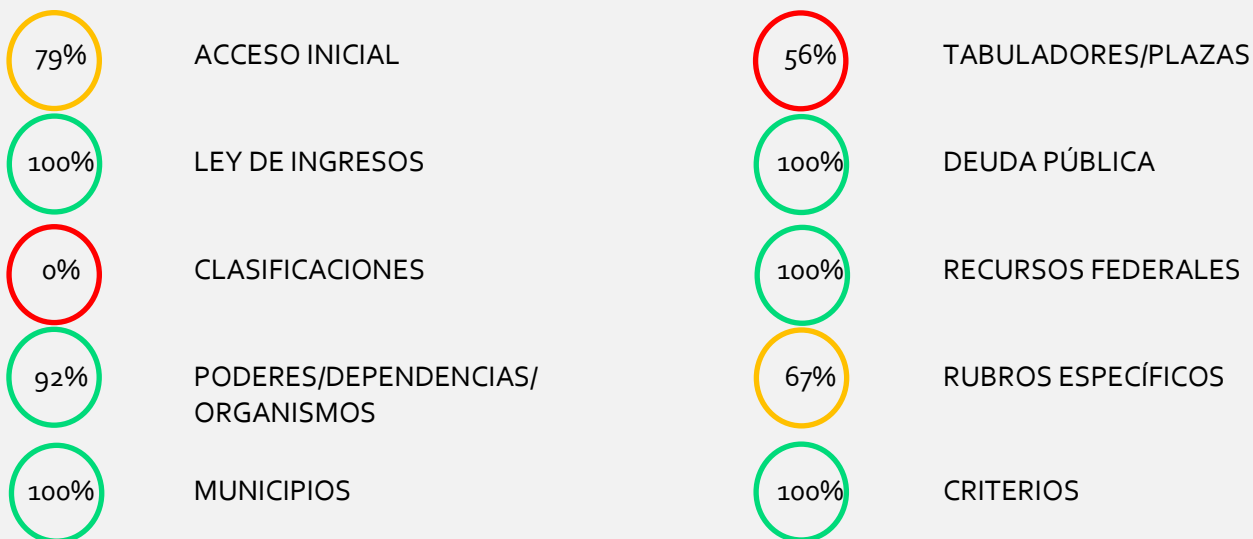 79% ACCESO INICIAL
100% LEY DE INGRESOS
0% CLASIFICACIONES
92% PODERES/DEPENDENCIAS/
ORGANISMOS
100% MUNICIPIOS
56% TABULADORES/PLAZAS
100% DEUDA PÚBLICA
100% RECURSOS FEDERALES
67% RUBROS ESPECÍFICOS
100% CRITERIOS